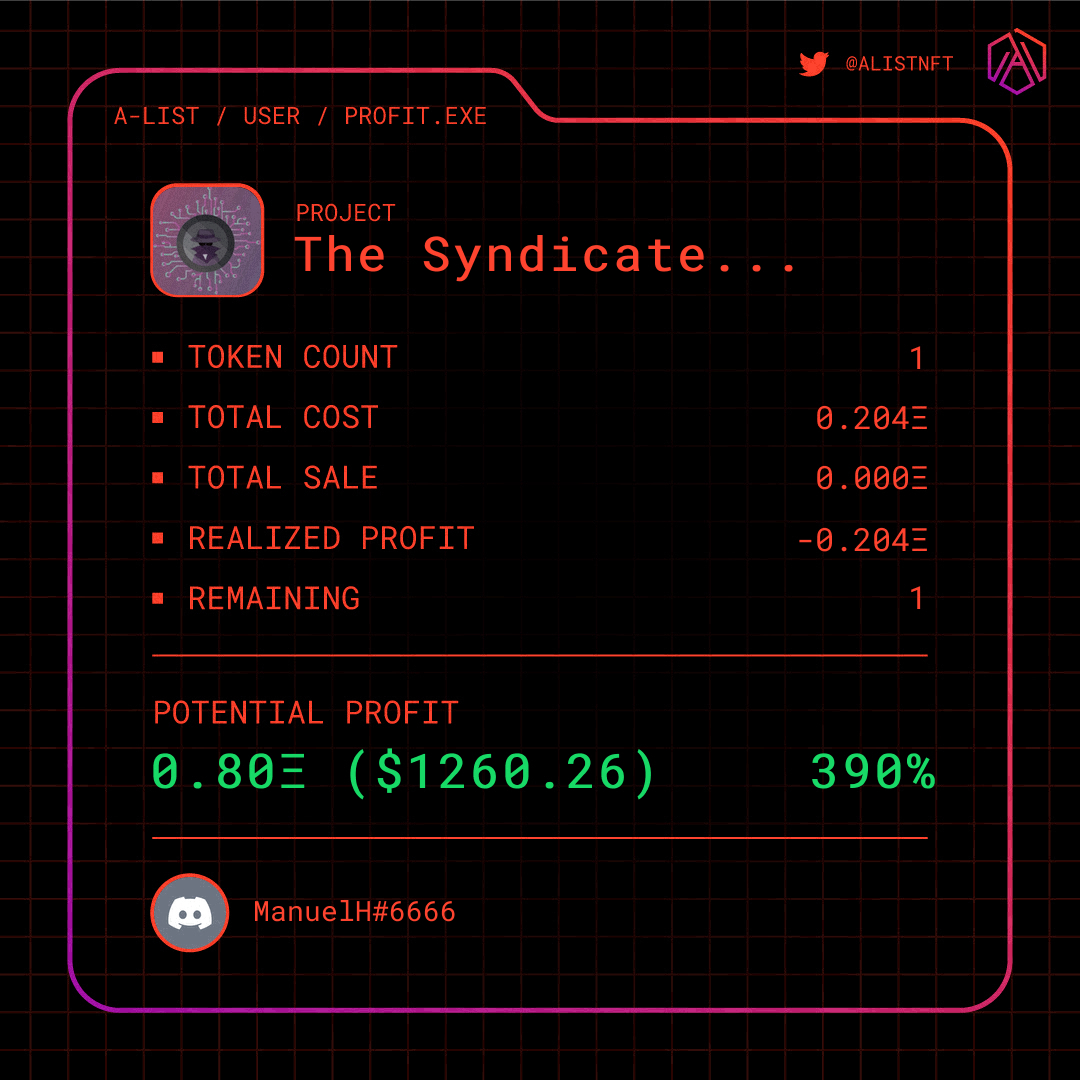 @ALISTNFT
A-LIST / USER / PROFIT.EXE
PROJECT
The Syndicate...
TOKEN COUNT 1
TOTAL COST 0.204Ξ
TOTAL SALE 0.000Ξ
REALIZED PROFIT -0.204Ξ
REMAINING 1
POTENTIAL PROFIT
0.80Ξ ($1260.26) 390%
ManuelH#6666